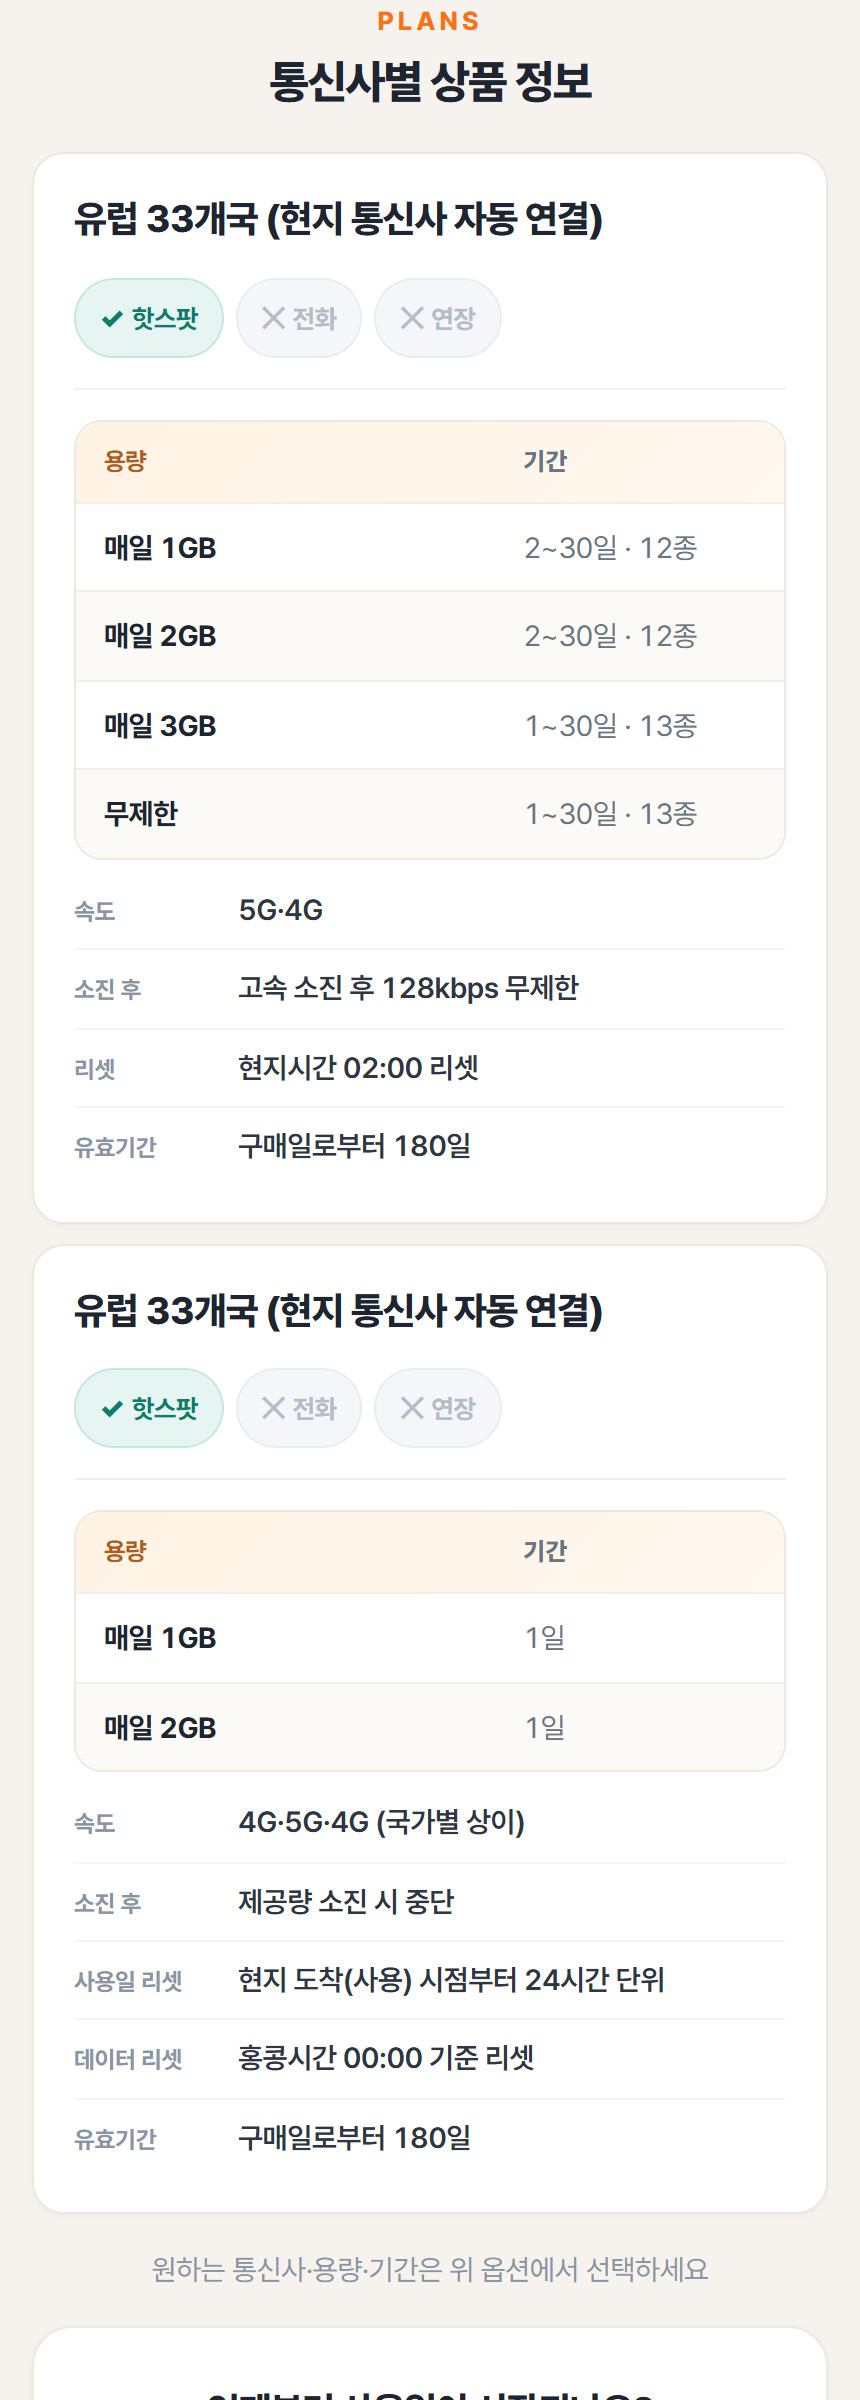 PLANS
통신사별 상품 정보
유럽 33개국 (현지 통신사 자동 연결)
✓ 핫스팟 ✕ 전화 ✕ 연장
용량 기간
매일 1GB 2~30일 · 12종
매일 2GB 2~30일 · 12종
매일 3GB 1~30일 · 13종
무제한 1~30일 · 13종
속도 5G·4G
소진 후 고속 소진 후 128kbps 무제한
리셋 현지시간 02:00 리셋
유효기간 구매일로부터 180일
유럽 33개국 (현지 통신사 자동 연결)
✓ 핫스팟 ✕ 전화 ✕ 연장
용량 기간
매일 1GB 1일
매일 2GB 1일
속도 4G·5G·4G (국가별 상이)
소진 후 제공량 소진 시 중단
사용일 리셋 현지 도착(사용) 시점부터 24시간 단위
데이터 리셋 홍콩시간 00:00 기준 리셋
유효기간 구매일로부터 180일
원하는 통신사·용량·기간은 위 옵션에서 선택하세요